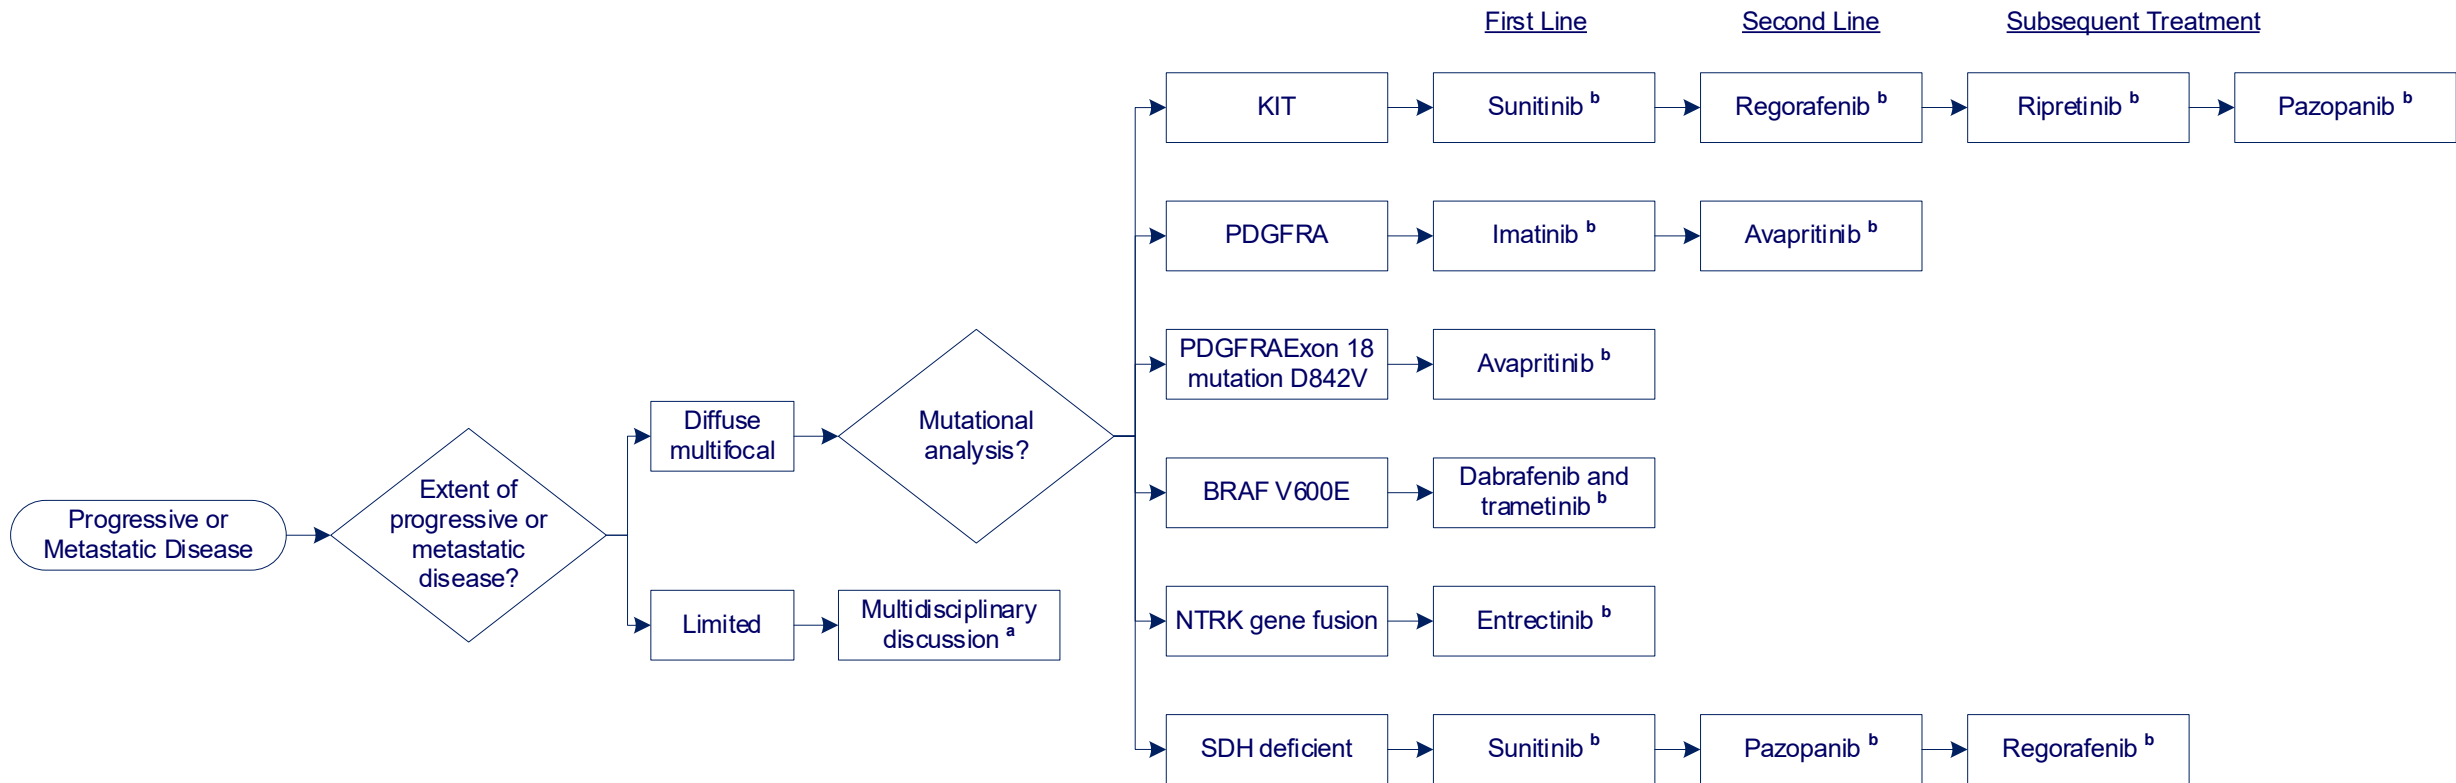 First Line
Second Line
Subsequent Treatment
KIT
Sunitinib b
Regorafenib b
Ripretinib b
Pazopanib b
PDGFRA
Imatinib b
Avapritinib b
PDGFRAExon 18
mutation D842V
Avapritinib b
Diffuse
multifocal
Mutational
analysis?
BRAF V600E
Dabrafenib and
trametinib b
Progressive or
Metastatic Disease
Extent of
progressive or
metastatic
disease?
Limited
Multidisciplinary
discussion a
NTRK gene fusion
Entrectinib b
SDH deficient
Sunitinib b
Pazopanib b
Regorafenib b